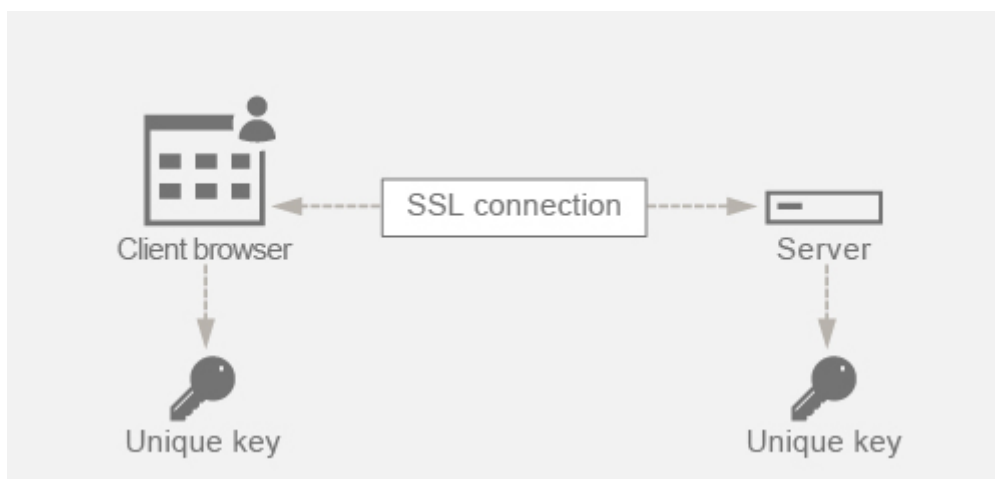 SSL connection
Client browser
Server
Unique key
Unique key